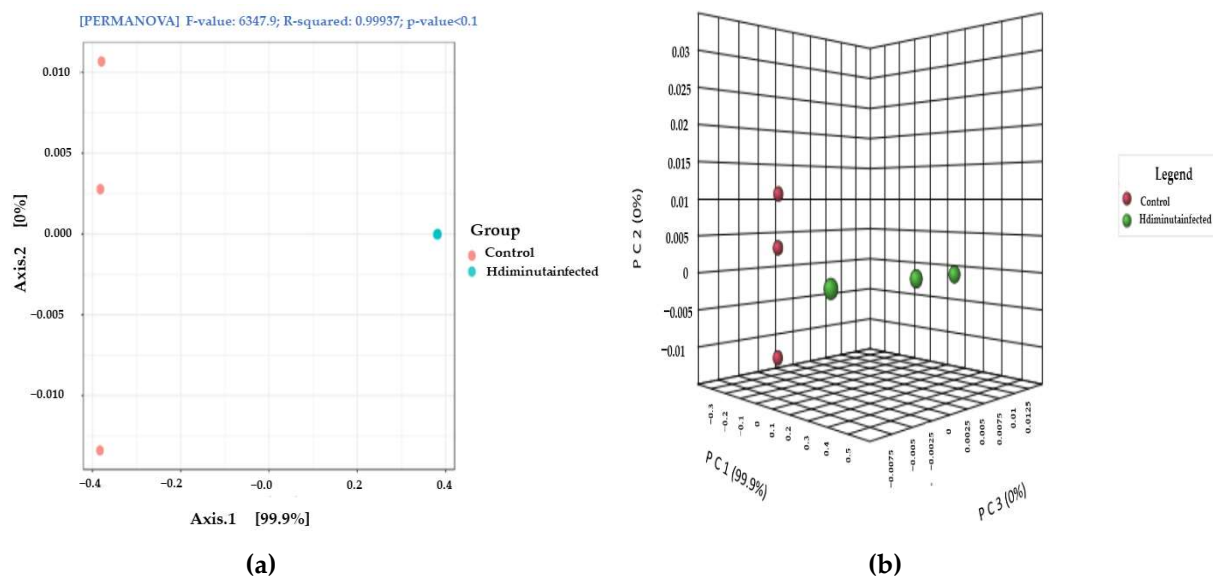 [PERMANOVA] F-value: 6347.9; R-squared: 0.99937; p-value<0.1
0.010
0.005
0.000
−0.005
−0.010
Axis.2 [0%]
−0.4
−0.2
−0.0
0.2
0.4
Axis.1 [99.9%]
Group
Control
Hdiminutainfected
(a)
0.03
0.025
0.02
0.015
0.01
0.005
0
−0.005
−0.01
P C 2 (0%)
−0.3
−0.2
−0.1
0
0.1
0.2
0.3
0.4
0.5
P C 1 (99.9%)
−0.0075
−0.005
−0.0025
0
0.0025
0.005
0.0075
0.01
0.0125
P C 3 (0%)
Legend
Control
Hdiminutainfected
(b)